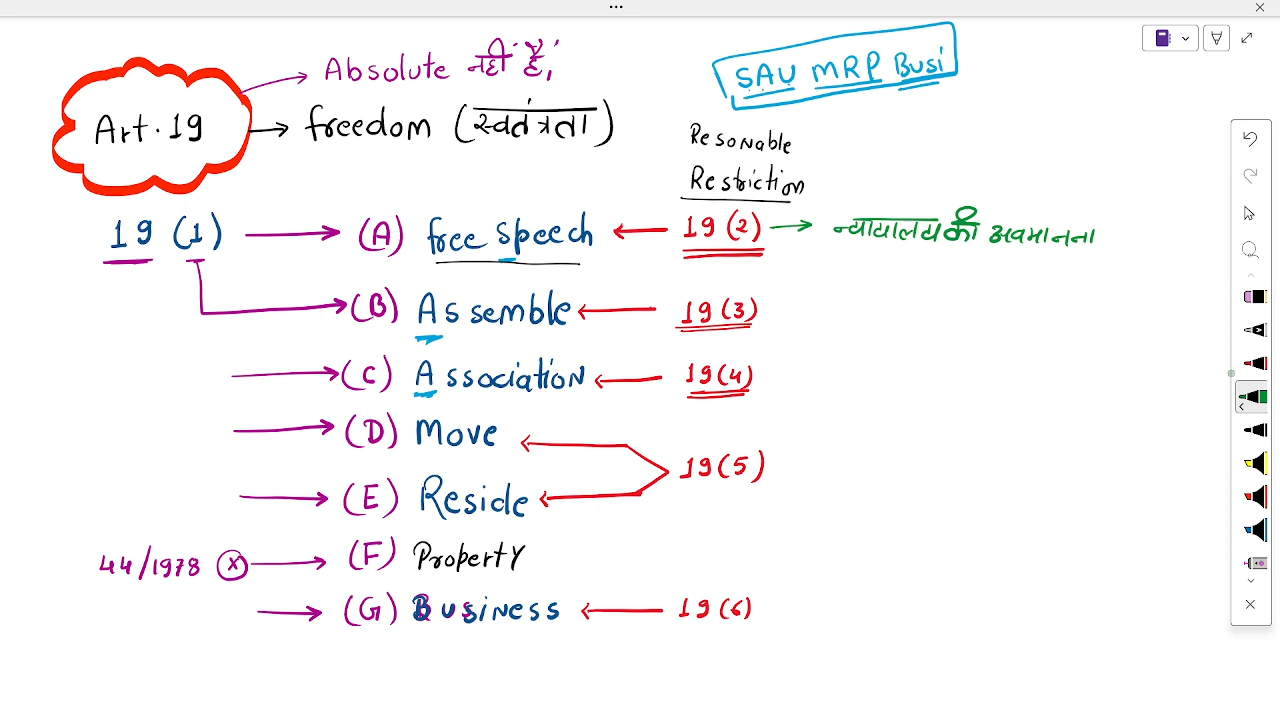 Absolute नहीं है,
SAU MRP Busi
Art. 19
freedom (स्वतंत्रता)
Resonable
Restriction
19 (1)
(A) free speech
19 (2)
न्यायालय की अवमानना
(B) Assemble
19 (3)
(C) Association
19 (4)
(D) Move
19 (5)
(E) Reside
44/1978 (x)
(F) Property
(G) Business
19 (6)